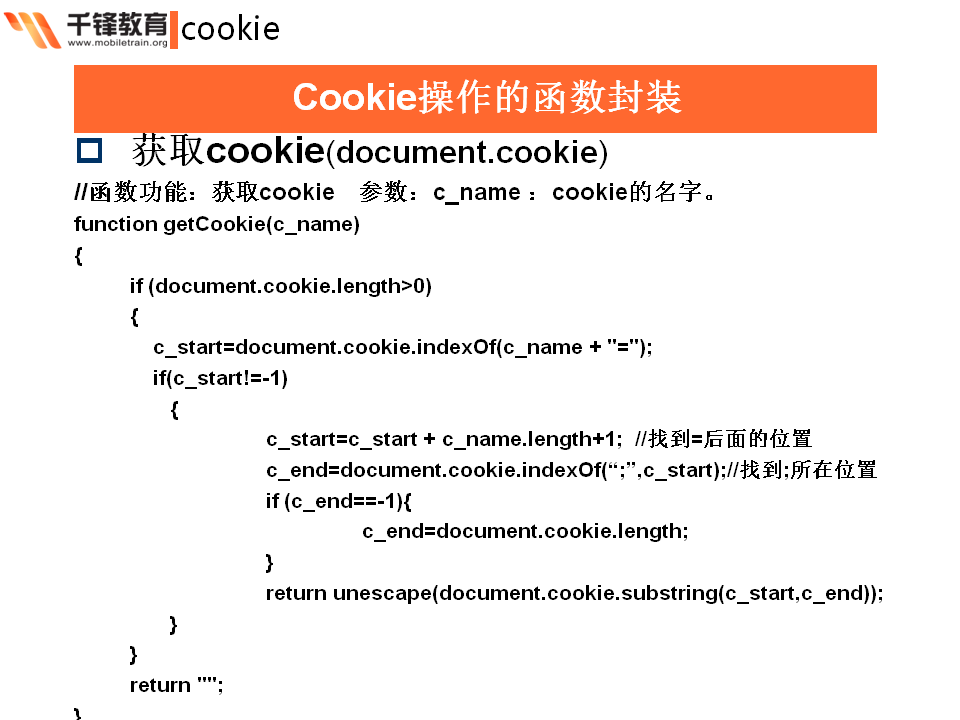 千锋教育
www.mobiletrain.org
cookie
Cookie操作的函数封装
获取cookie(document.cookie)
//函数功能：获取cookie 参数：c_name ：cookie的名字。
function getCookie(c_name)
{
if (document.cookie.length>0)
{
c_start=document.cookie.indexOf(c_name + "=");
if(c_start!=-1)
{
c_start=c_start + c_name.length+1; //找到=后面的位置
c_end=document.cookie.indexOf(“;”,c_start);//找到;所在位置
if (c_end==-1){
c_end=document.cookie.length;
}
return unescape(document.cookie.substring(c_start,c_end));
}
}
return "";
}